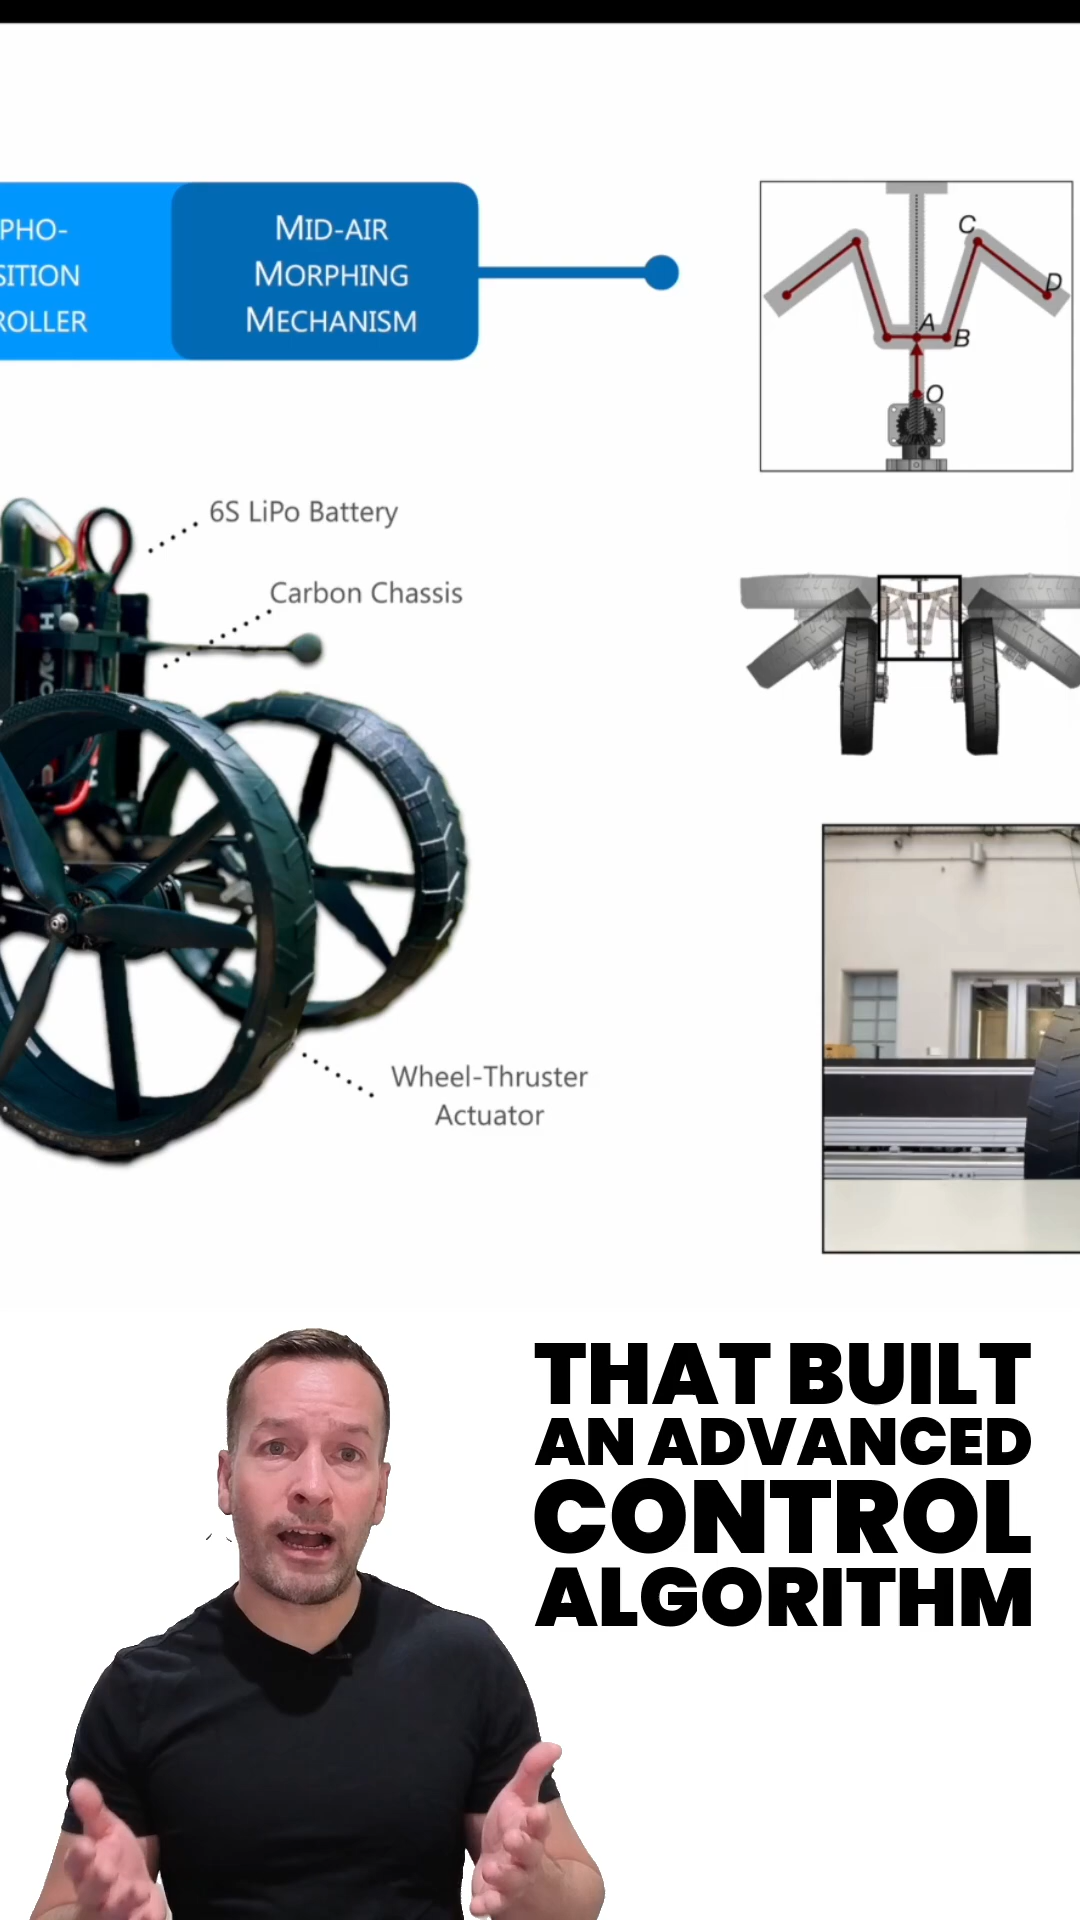 PHO-
SITION
ROLLER
MID-AIR
MORPHING
MECHANISM
C
D
A
B
O
6S LiPo Battery
Carbon Chassis
Wheel-Thruster
Actuator
THAT BUILT
AN ADVANCED
CONTROL
ALGORITHM